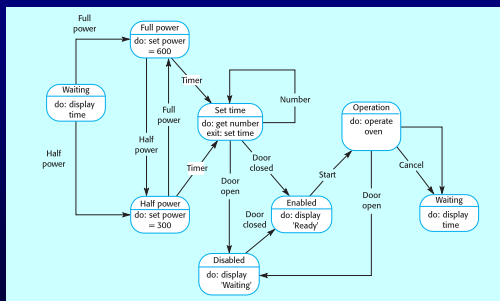 Full
power
Full power
do: set power
= 600
Timer
Waiting
do: display
time
Full
power
Half
power
Half
power
Half power
do: set power
= 300
Timer
Set time
do: get number
exit: set time
Number
Door
open
Door
closed
Start
Operation
do: operate
oven
Cancel
Door
open
Enabled
do: display
'Ready'
Waiting
do: display
time
Door
closed
Disabled
do: display
'Waiting'